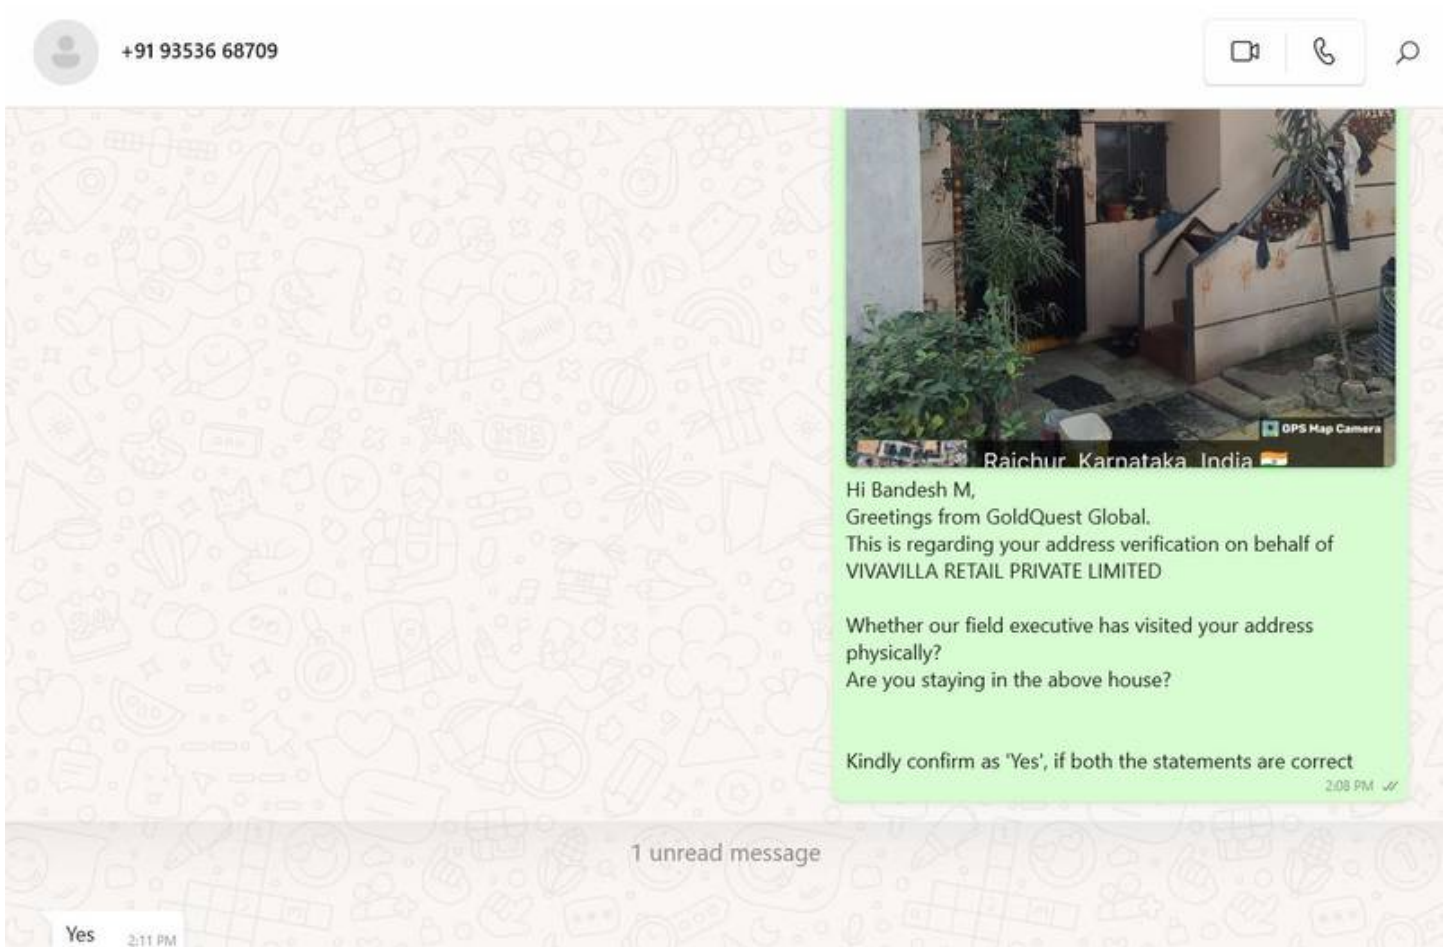 +91 93536 68709
GPS Map Camera
Raichur, Karnataka, India
Hi Bandesh M,
Greetings from GoldQuest Global.
This is regarding your address verification on behalf of
VIVAVILLA RETAIL PRIVATE LIMITED
Whether our field executive has visited your address
physically?
Are you staying in the above house?
Kindly confirm as 'Yes', if both the statements are correct
2:08 PM
1 unread message
Yes
2:11 PM